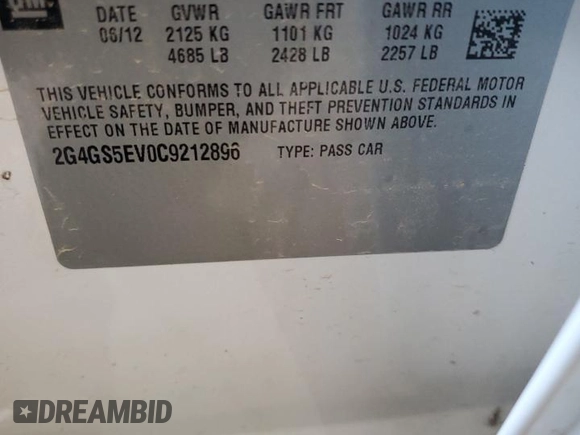 GM
DATE GVWR GAWR FRT GAWR RR
06/12 2125 KG 1101 KG 1024 KG
4685 LB 2428 LB 2257 LB
THIS VEHICLE CONFORMS TO ALL APPLICABLE U.S. FEDERAL MOTOR
VEHICLE SAFETY, BUMPER, AND THEFT PREVENTION STANDARDS IN
EFFECT ON THE DATE OF MANUFACTURE SHOWN ABOVE.
2G4GS5EV0C9212896 TYPE: PASS CAR
DREAMBID